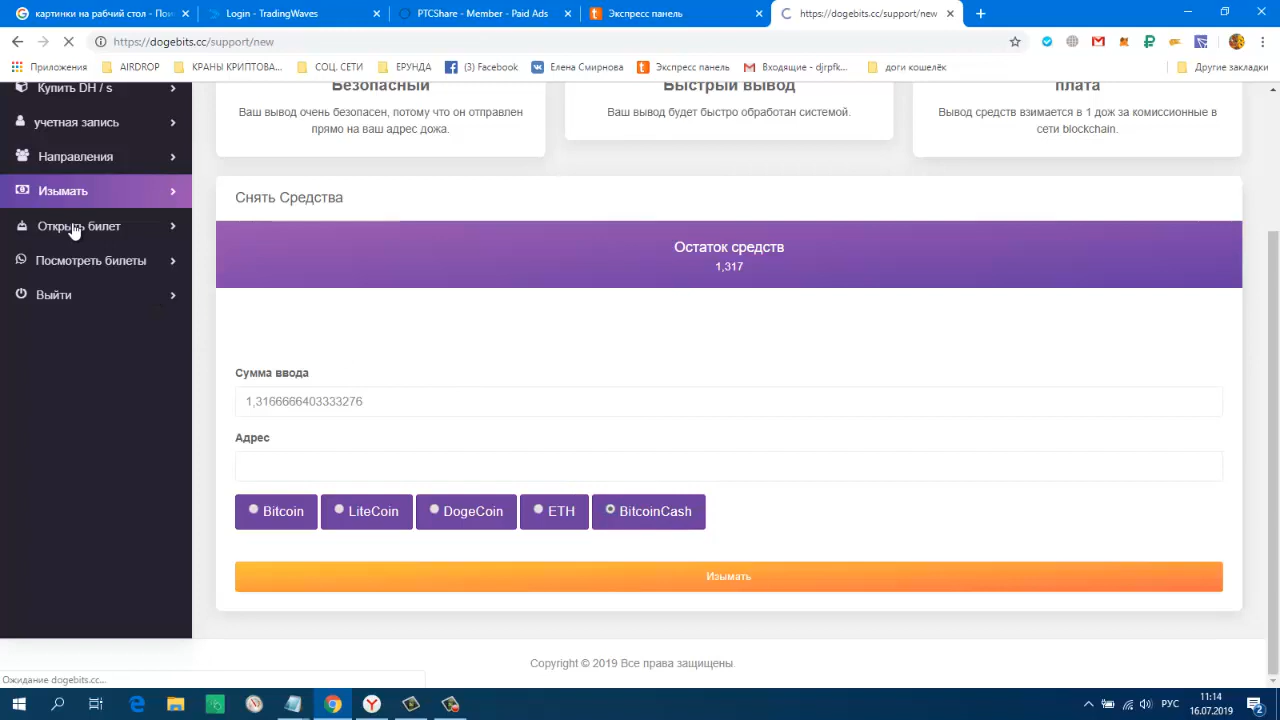 картинки на рабочий стол - Пои
Login - TradingWaves
PTCShare - Member - Paid Ads
Экспресс панель
https://dogebits.cc/support/new
https://dogebits.cc/support/new
Приложения
AIRDROP
КРАНЫ КРИПТОВА...
СОЦ. СЕТИ
ЕРУНДА
(3) Facebook
Елена Смирнова
Экспресс панель
Входящие - djrpfk...
доги кошелёк
Другие закладки
Купить DH / s
учетная запись
Направления
Изымать
Открыть билет
Посмотреть билеты
Выйти
Безопасный
Ваш вывод очень безопасен, потому что он отправлен
прямо на ваш адрес дожа.
Быстрый вывод
Ваш вывод будет быстро обработан системой.
плата
Вывод средств взимается в 1 дож за комиссионные в
сети blockchain.
Снять Средства
Остаток средств
1,317
Сумма ввода
1,3166666403333276
Адрес
Bitcoin
LiteCoin
DogeCoin
ETH
BitcoinCash
Изымать
Copyright © 2019 Все права защищены.
Ожидание dogebits.cc...
РУС
11:14
16.07.2019
2